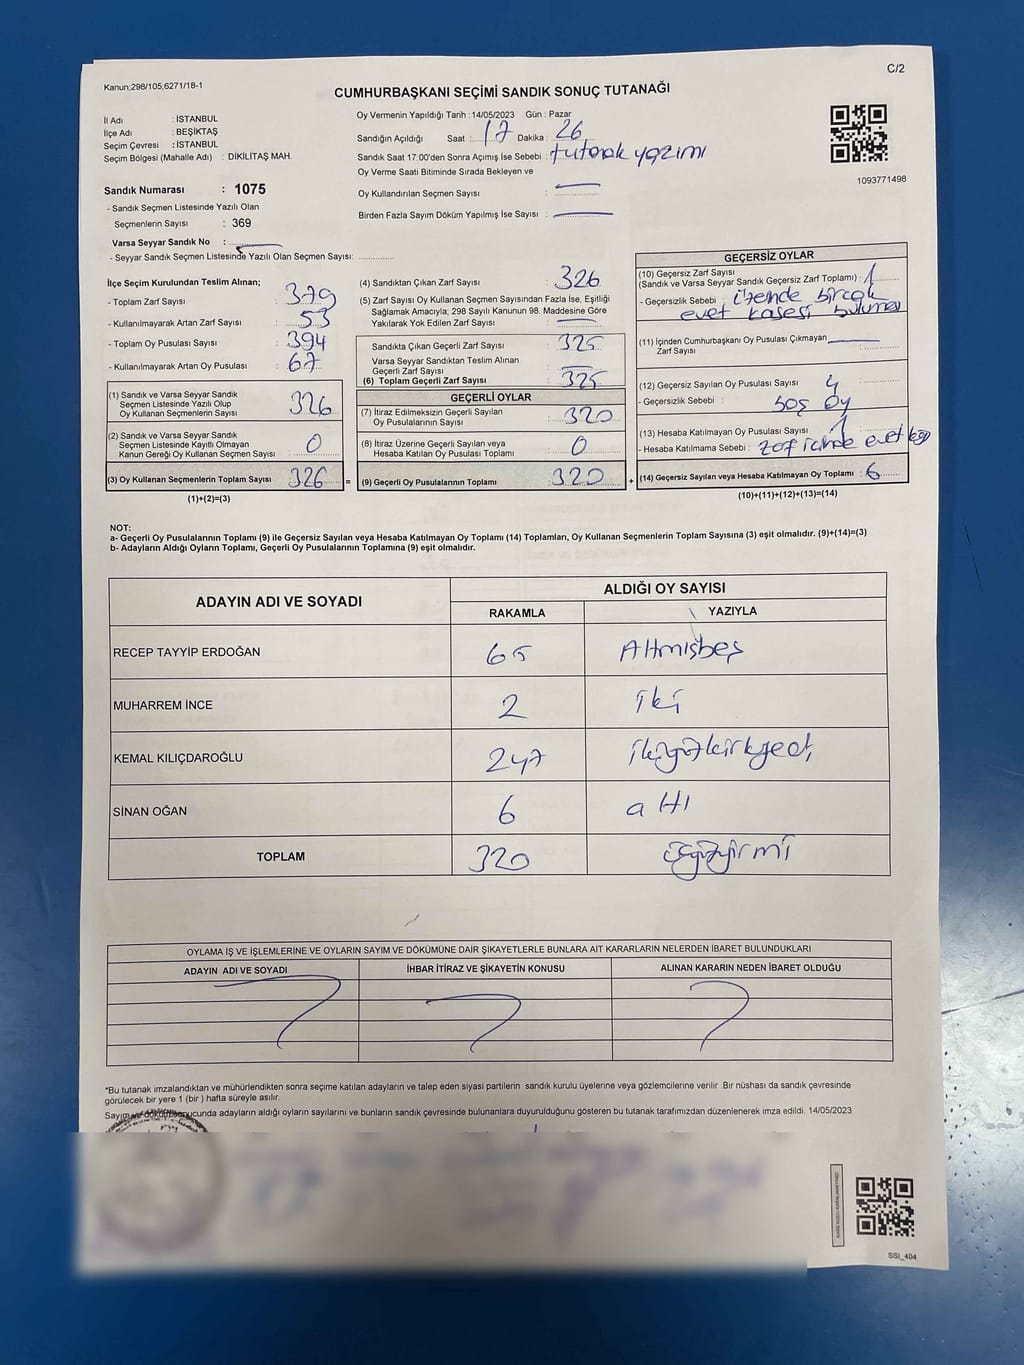 Kanun;298/105;6271/18-1
C/2
CUMHURBAŞKANI SEÇİMİ SANDIK SONUÇ TUTANAĞI
İl Adı : İSTANBUL
İlçe Adı : BEŞİKTAŞ
Seçim Çevresi : İSTANBUL
Seçim Bölgesi (Mahalle Adı) : DİKİLİTAŞ MAH.
Sandık Numarası : 1075
- Sandık Seçmen Listesinde Yazılı Olan
Seçmenlerin Sayısı : 369
Varsa Seyyar Sandık No :
- Seyyar Sandık Seçmen Listesinde Yazılı Olan Seçmen Sayısı:
Oy Vermenin Yapıldığı Tarih :14/05/2023 Gün : Pazar
Sandığın Açıldığı Saat : 17 Dakika : 26
Sandık Saat 17:00'den Sonra Açımış İse Sebebi : tutanak yazımı
Oy Verme Saati Bitiminde Sırada Bekleyen ve
Oy Kullandırılan Seçmen Sayısı :
Birden Fazla Sayım Döküm Yapılmış İse Sayısı :
1093771498
İlçe Seçim Kurulundan Teslim Alınan;
- Toplam Zarf Sayısı : 379
- Kullanılmayarak Artan Zarf Sayısı : 53
- Toplam Oy Pusulası Sayısı : 394
- Kullanılmayarak Artan Oy Pusulası : 67
(1) Sandık ve Varsa Seyyar Sandık
Seçmen Listesinde Yazılı Olup
Oy Kullanan Seçmenlerin Sayısı 326
(2) Sandık ve Varsa Seyyar Sandık
Seçmen Listesinde Kayıtlı Olmayan
Kanun Gereği Oy Kullanan Seçmen Sayısı : 0
(3) Oy Kullanan Seçmenlerin Toplam Sayısı 326 =
(1)+(2)=(3)
(4) Sandıktan Çıkan Zarf Sayısı : 326
(5) Zarf Sayısı Oy Kullanan Seçmen Sayısından Fazla İse, Eşitliği
Sağlamak Amacıyla; 298 Sayılı Kanunun 98. Maddesine Göre
Yakılarak Yok Edilen Zarf Sayısı :
Sandıkta Çıkan Geçerli Zarf Sayısı : 325
Varsa Seyyar Sandıktan Teslim Alınan
Geçerli Zarf Sayısı :
(6) Toplam Geçerli Zarf Sayısı : 325
GEÇERLİ OYLAR
(7) İtiraz Edilmeksizin Geçerli Sayılan
Oy Pusulalarının Sayısı : 320
(8) İtiraz Üzerine Geçerli Sayılan veya
Hesaba Katılan Oy Pusulası Toplamı : 0
(9) Geçerli Oy Pusulalarının Toplamı : 320 +
GEÇERSİZ OYLAR
(10) Geçersiz Zarf Sayısı
(Sandık ve Varsa Seyyar Sandık Geçersiz Zarf Toplamı) : 1
- Geçersizlik Sebebi : üzeinde birçok
evet kaşesi
(11) İçinden Cumhurbaşkanı Oy Pusulası Çıkmayan
Zarf Sayısı :
(12) Geçersiz Sayılan Oy Pusulası Sayısı : 4
- Geçersizlik Sebebi : boş oy
(13) Hesaba Katılmayan Oy Pusulası Sayısı : 1
- Hesaba Katılmama Sebebi : zarf içinde evet
(14) Geçersiz Sayılan veya Hesaba Katılmayan Oy Toplamı : 6
(10)+(11)+(12)+(13)=(14)
NOT:
a- Geçerli Oy Pusulalarının Toplamı (9) ile Geçersiz Sayılan veya Hesaba Katılmayan Oy Toplamı (14) Toplamları, Oy Kullanan Seçmenlerin Toplam Sayısına (3) eşit olmalıdır. (9)+(14)=(3)
b- Adayların Aldığı Oyların Toplamı, Geçerli Oy Pusulalarının Toplamına (9) eşit olmalıdır.
ADAYIN ADI VE SOYADI ALDIĞI OY SAYISI
RAKAMLA YAZIYLA
RECEP TAYYİP ERDOĞAN 65 Altmışbeş
MUHARREM İNCE 2 iki
KEMAL KILIÇDAROĞLU 247 ikiyüzkırkyedi
SİNAN OĞAN 6 altı
TOPLAM 320 üçyüzyirmi
OYLAMA İŞ VE İŞLEMLERİNE VE OYLARIN SAYIM VE DÖKÜMÜNE DAİR ŞİKAYETLERLE BUNLARA AİT KARARLARIN NELERDEN İBARET BULUNDUKLARI
ADAYIN ADI VE SOYADI İHBAR İTİRAZ VE ŞİKAYETİN KONUSU ALINAN KARARIN NEDEN İBARET OLDUĞU
*Bu tutanak imzalandıktan ve mühürlendikten sonra seçime katılan adayların ve talep eden siyasi partilerin sandık kurulu üyelerine veya gözlemcilerine verilir. Bir nüshası da sandık çevresinde
görülecek bir yere 1 (bir ) hafta süreyle asılır.
Sayım ve dökümü sonucunda adayların aldığı oyların sayılarını ve bunların sandık çevresinde bulunanlara duyurulduğunu gösteren bu tutanak tarafımızdan düzenlenerek imza edildi. 14/05/2023
SSI_404